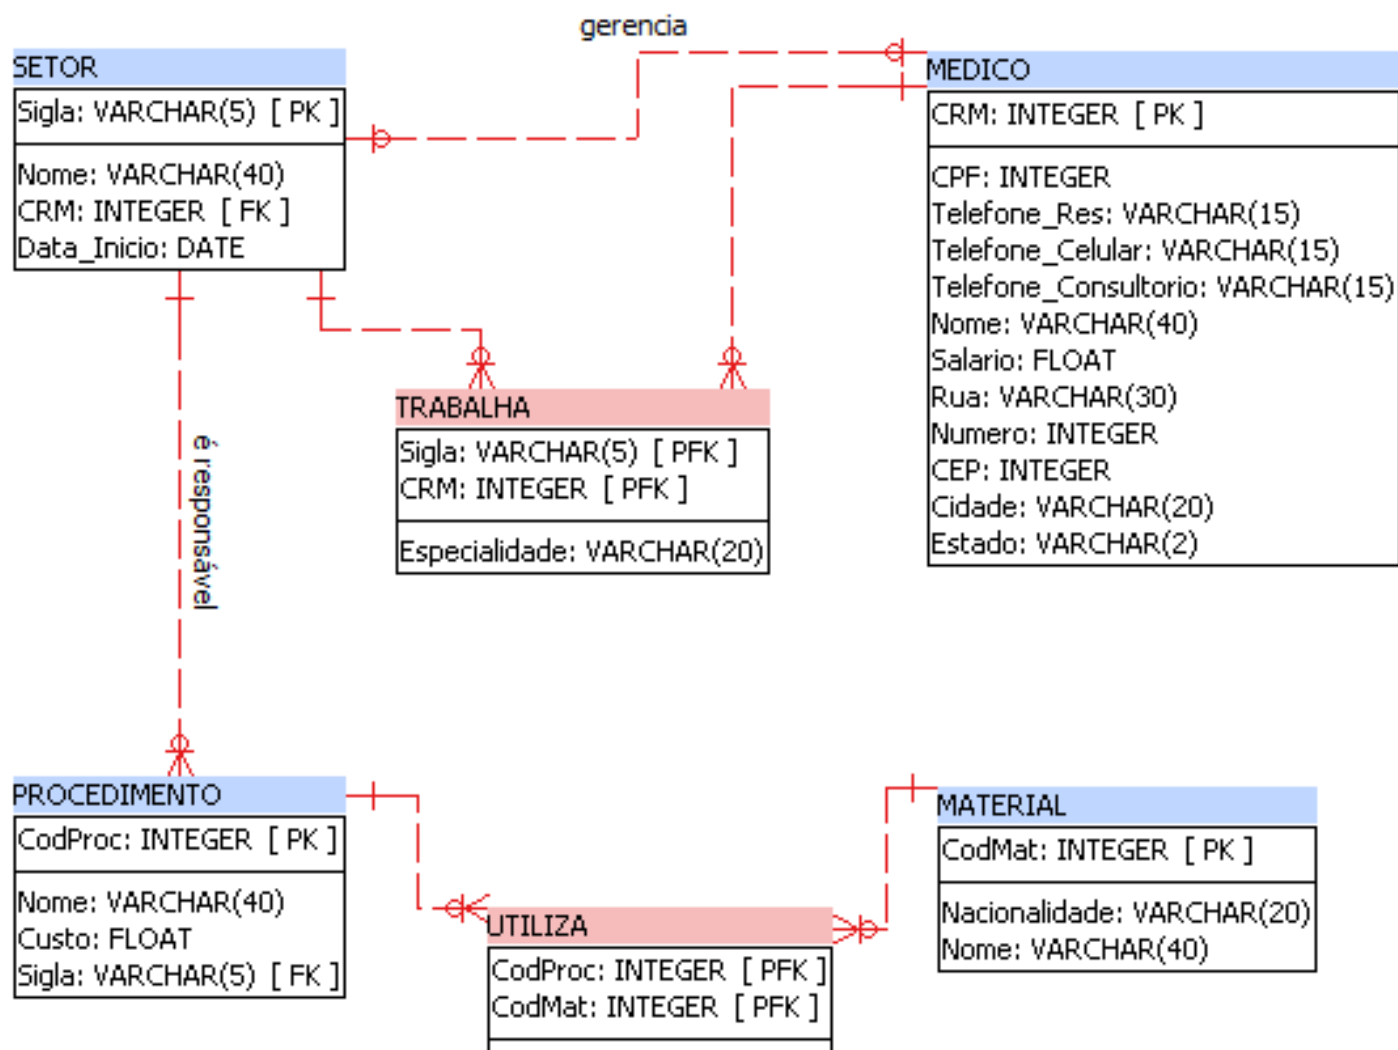 gerencia
SETOR
Sigla: VARCHAR(5) [ PK ]
Nome: VARCHAR(40)
CRM: INTEGER [ FK ]
Data_Inicio: DATE
MEDICO
CRM: INTEGER [ PK ]
CPF: INTEGER
Telefone_Res: VARCHAR(15)
Telefone_Celular: VARCHAR(15)
Telefone_Consultorio: VARCHAR(15)
Nome: VARCHAR(40)
Salario: FLOAT
Rua: VARCHAR(30)
Numero: INTEGER
CEP: INTEGER
Cidade: VARCHAR(20)
Estado: VARCHAR(2)
TRABALHA
Sigla: VARCHAR(5) [ PFK ]
CRM: INTEGER [ PFK ]
Especialidade: VARCHAR(20)
é responsável
PROCEDIMENTO
CodProc: INTEGER [ PK ]
Nome: VARCHAR(40)
Custo: FLOAT
Sigla: VARCHAR(5) [ FK ]
UTILIZA
CodProc: INTEGER [ PFK ]
CodMat: INTEGER [ PFK ]
MATERIAL
CodMat: INTEGER [ PK ]
Nacionalidade: VARCHAR(20)
Nome: VARCHAR(40)